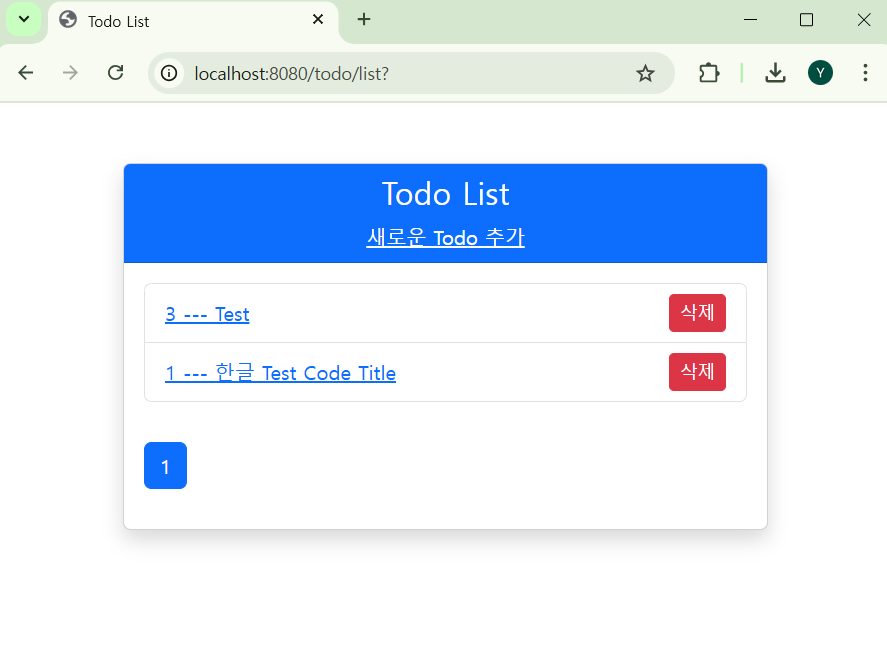 Todo List
localhost:8080/todo/list?
Y
Todo List
새로운 Todo 추가
3 --- Test 삭제
1 --- 한글 Test Code Title 삭제
1